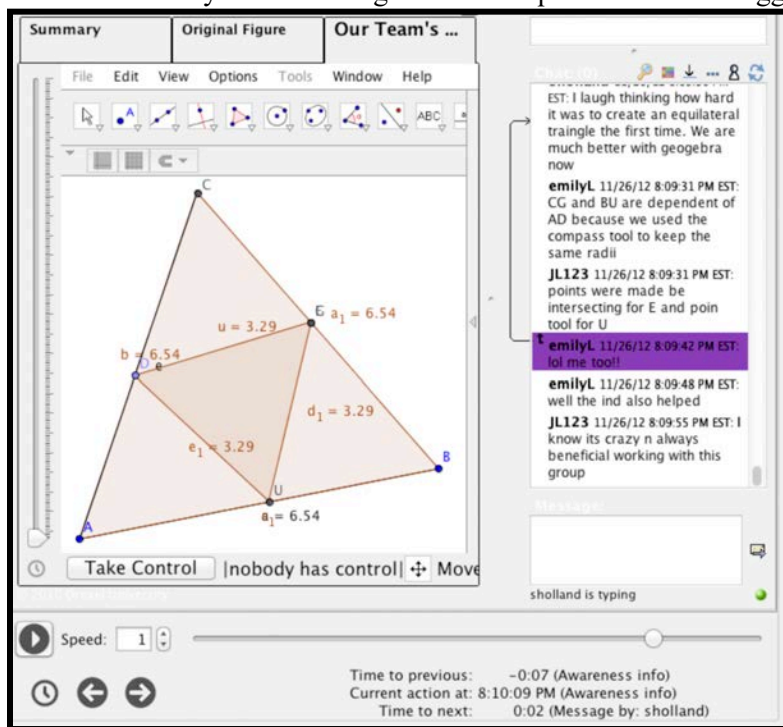 Summary
Original Figure
Our Team's ...
File Edit View Options Tools Window Help
A
ABC
C
E a₁ = 6.54
u = 3.29
b = 6.54
D
e
d₁ = 3.29
e₁ = 3.29
B
U
a₁ = 6.54
A
Take Control |nobody has control| Move
EST: I laugh thinking how hard
it was to create an equilateral
traingle the first time. We are
much better with geogebra
now
emilyL 11/26/12 8:09:31 PM EST:
CG and BU are dependent of
AD because we used the
compass tool to keep the
same radii
JL123 11/26/12 8:09:31 PM EST:
points were made be
intersecting for E and poin
tool for U
t emilyL 11/26/12 8:09:42 PM EST:
lol me too!!
emilyL 11/26/12 8:09:48 PM EST:
well the ind also helped
JL123 11/26/12 8:09:55 PM EST: I
know its crazy n always
beneficial working with this
group
Message:
sholland is typing
Speed: 1
Time to previous: -0:07 (Awareness info)
Current action at: 8:10:09 PM (Awareness info)
Time to next: 0:02 (Message by: sholland)